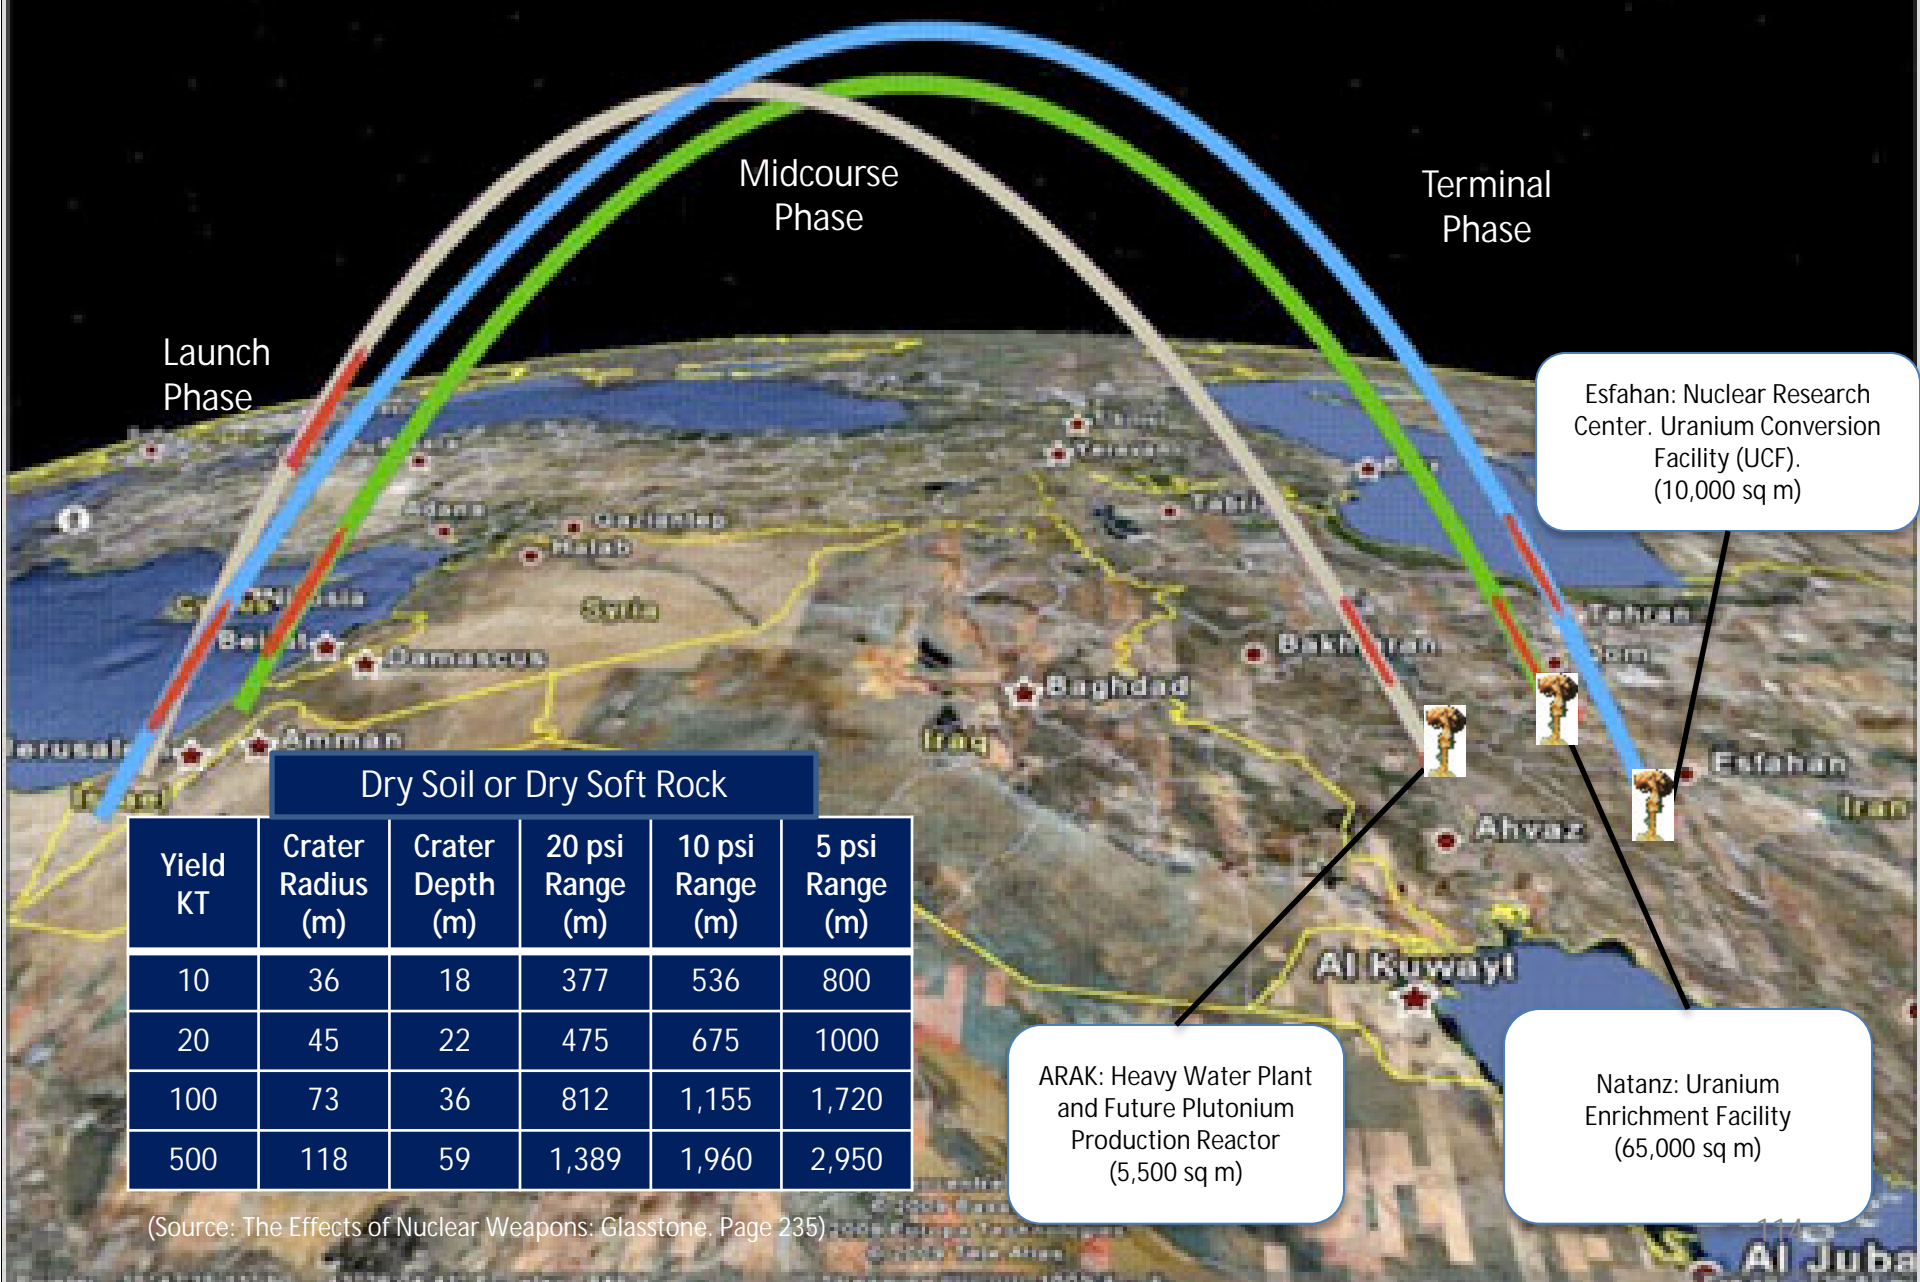 Midcourse
Phase
Terminal
Phase
Launch
Phase
Esfahan: Nuclear Research
Center. Uranium Conversion
Facility (UCF).
(10,000 sq m)
Adana
Gaziantep
Halab
Syria
Tehran
Qom
Damascus
Bakhtaran
Baghdad
Iraq
Amman
Israel
Esfahan
Iran
Ahvaz
Al Kuwayt
Dry Soil or Dry Soft Rock
Yield KT | Crater Radius (m) | Crater Depth (m) | 20 psi Range (m) | 10 psi Range (m) | 5 psi Range (m)
10 36 18 377 536 800
20 45 22 475 675 1000
100 73 36 812 1,155 1,720
500 118 59 1,389 1,960 2,950
ARAK: Heavy Water Plant
and Future Plutonium
Production Reactor
(5,500 sq m)
Natanz: Uranium
Enrichment Facility
(65,000 sq m)
(Source: The Effects of Nuclear Weapons: Glasstone. Page 235)
114
Al Juba